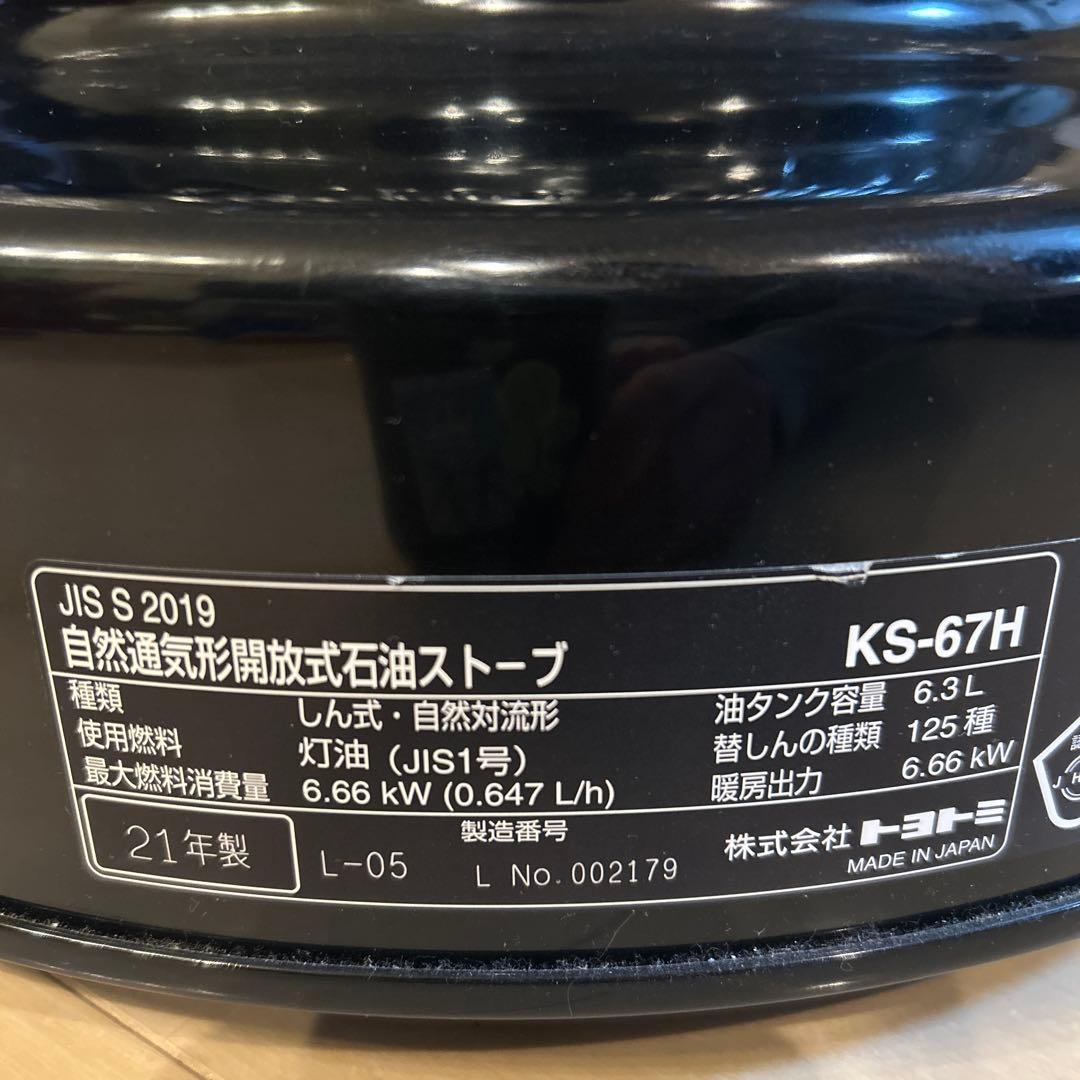 JIS S 2019
自然通気形開放式石油ストーブ KS-67H
種類 しん式・自然対流形 油タンク容量 6.3L
使用燃料 灯油（JIS1号） 替しんの種類 125種
最大燃料消費量 6.66 kW (0.647 L/h) 暖房出力 6.66 kW
21年製 L-05
製造番号
L No.002179
株式会社トヨトミ
MADE IN JAPAN